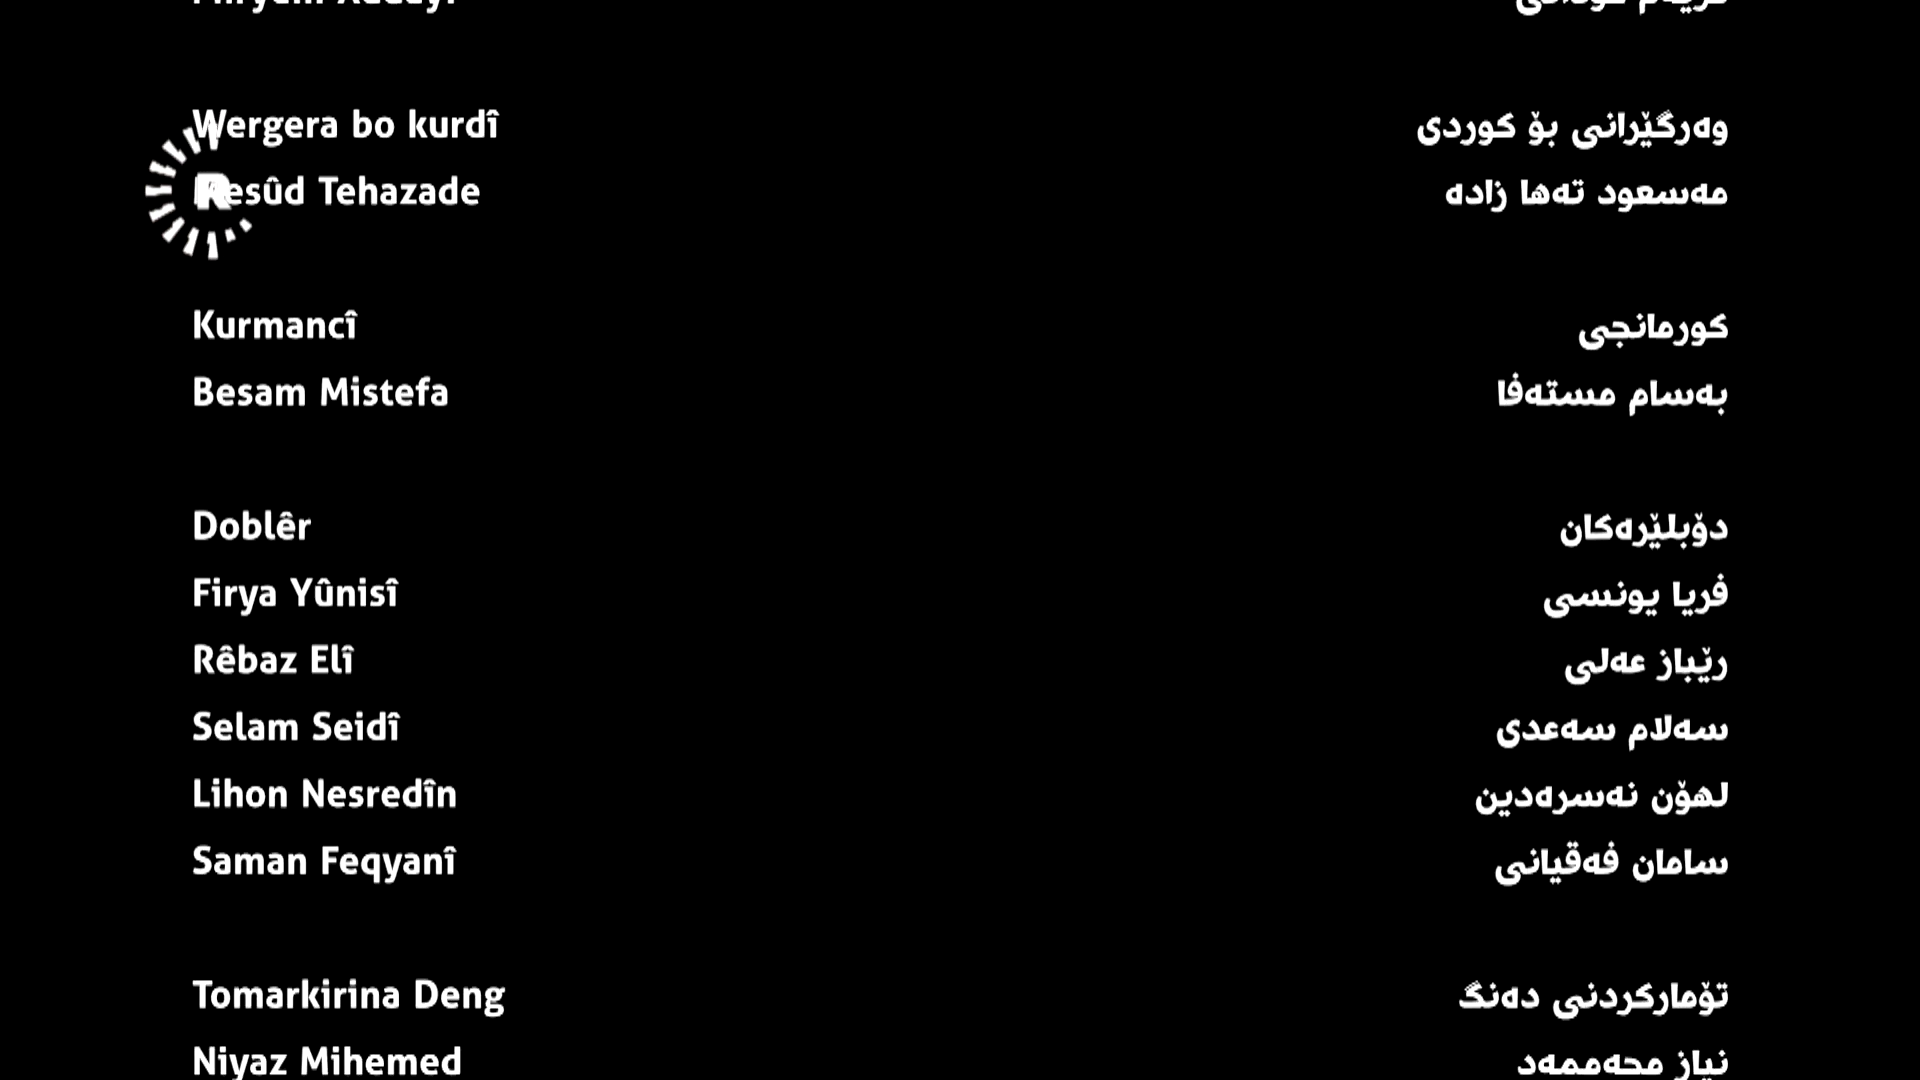 Wergera bo kurdî
وەرگێڕانی بۆ کوردی
Mesûd Tehazade
مەسعود تەها زادە
R
Kurmancî
کورمانجی
Besam Mistefa
بەسام مستەفا
Doblêr
دۆبلێرەکان
Firya Yûnisî
فریا یونسی
Rêbaz Elî
رێباز عەلی
Selam Seidî
سەلام سەعدی
Lihon Nesredîn
لهۆن نەسرەدین
Saman Feqyanî
سامان فەقیانی
Tomarkirina Deng
تۆمارکردنی دەنگ
Niyaz Mihemed
نیاز محەممەد